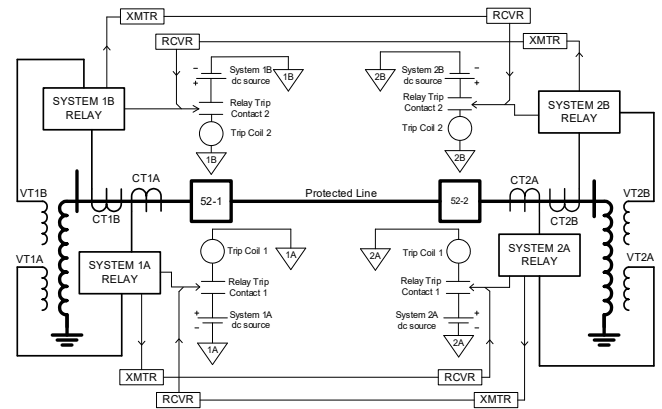 XMTR
RCVR
RCVR
XMTR
System 1B
dc source
1B
2B
System 2B
dc source
SYSTEM 1B
RELAY
Relay Trip
Contact 2
Relay Trip
Contact 2
SYSTEM 2B
RELAY
Trip Coil 2
Trip Coil 2
1B
2B
VT1B
CT1B
CT1A
52-1
Protected Line
52-2
CT2A
CT2B
VT2B
VT1A
SYSTEM 1A
RELAY
Trip Coil 1
1A
2A
Trip Coil 1
SYSTEM 2A
RELAY
VT2A
Relay Trip
Contact 1
Relay Trip
Contact 1
System 1A
dc source
System 2A
dc source
1A
2A
XMTR
RCVR
RCVR
XMTR